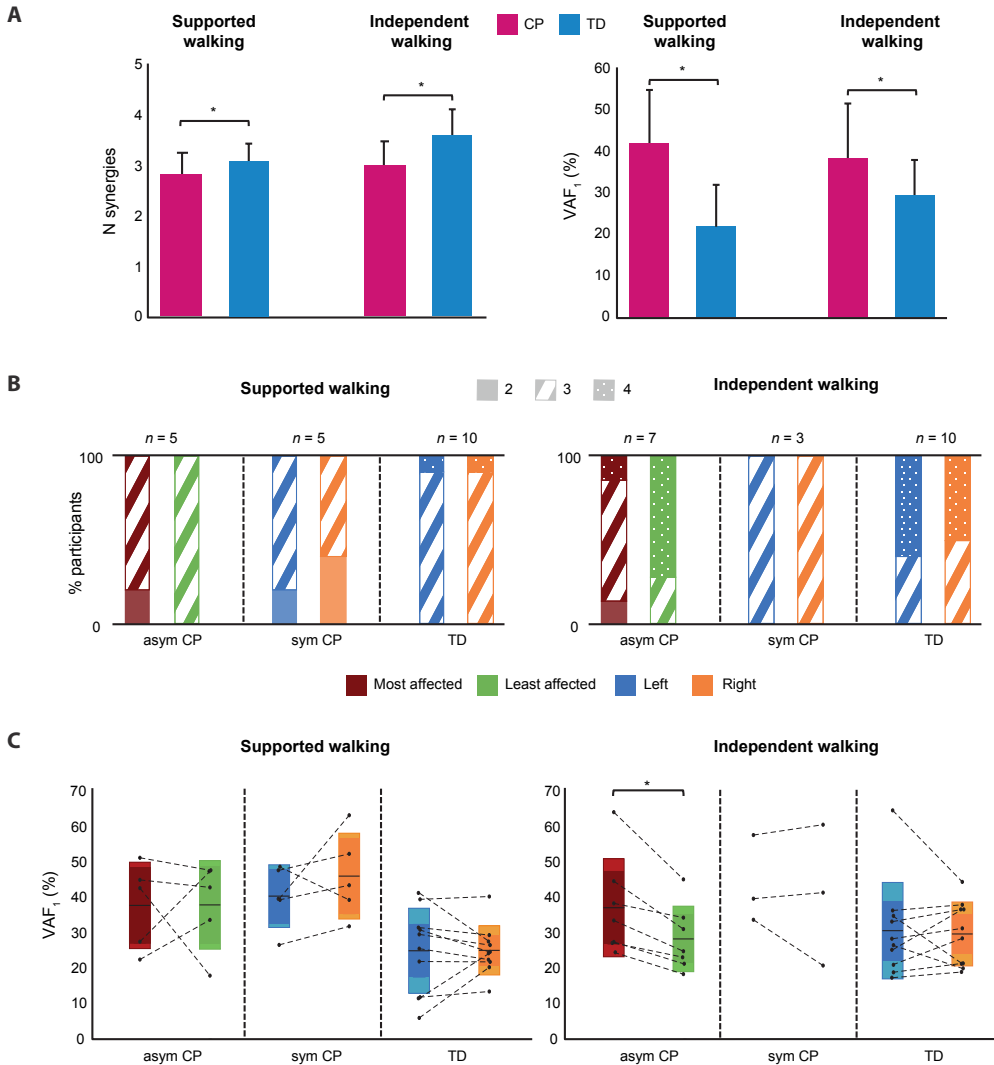 A
Supported walking
Independent walking
CP
TD
Supported walking
Independent walking
N synergies
5
4
3
2
1
0
*
*
VAF1 (%)
60
50
40
30
20
10
0
*
*
B
Supported walking
2
3
4
Independent walking
n = 5
n = 5
n = 10
n = 7
n = 3
n = 10
% participants
100
0
100
0
asym CP
sym CP
TD
asym CP
sym CP
TD
Most affected
Least affected
Left
Right
C
Supported walking
Independent walking
VAF1 (%)
70
60
50
40
30
20
10
0
70
60
50
40
30
20
10
0
*
asym CP
sym CP
TD
asym CP
sym CP
TD